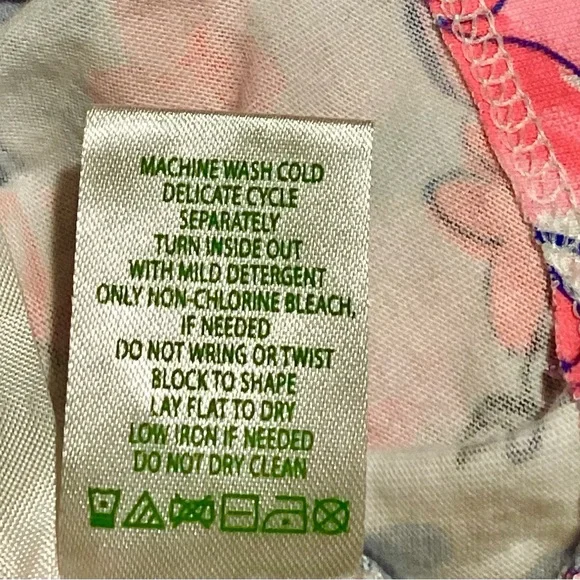 MACHINE WASH COLD
DELICATE CYCLE
SEPARATELY
TURN INSIDE OUT
WITH MILD DETERGENT
ONLY NON-CHLORINE BLEACH,
IF NEEDED
DO NOT WRING OR TWIST
BLOCK TO SHAPE
LAY FLAT TO DRY
LOW IRON IF NEEDED
DO NOT DRY CLEAN